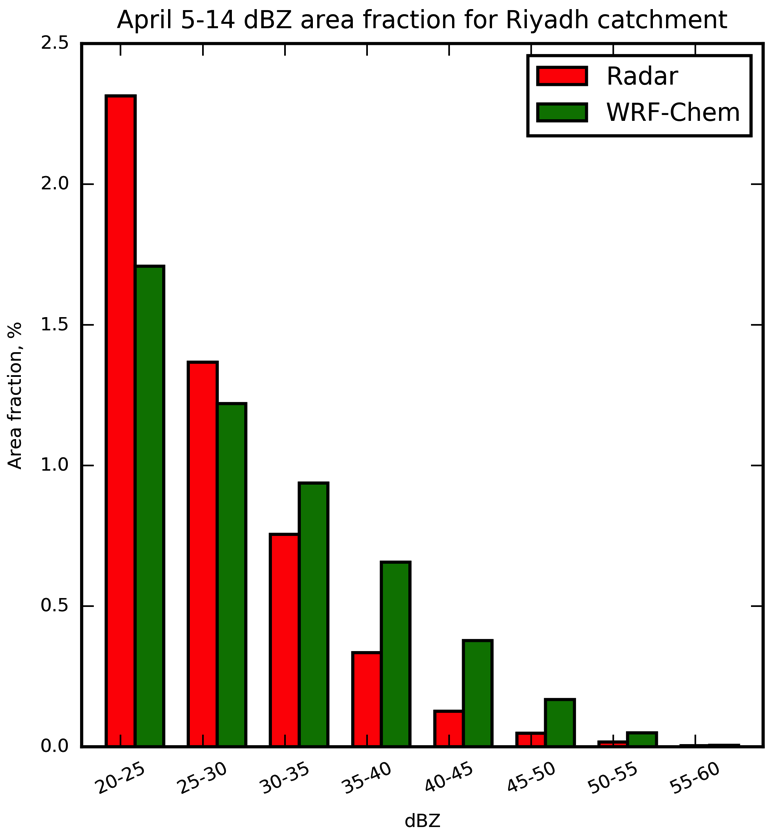 April 5-14 dBZ area fraction for Riyadh catchment
Radar
WRF-Chem
Area fraction, %
2.5
2.0
1.5
1.0
0.5
0.0
20-25 25-30 30-35 35-40 40-45 45-50 50-55 55-60
dBZ